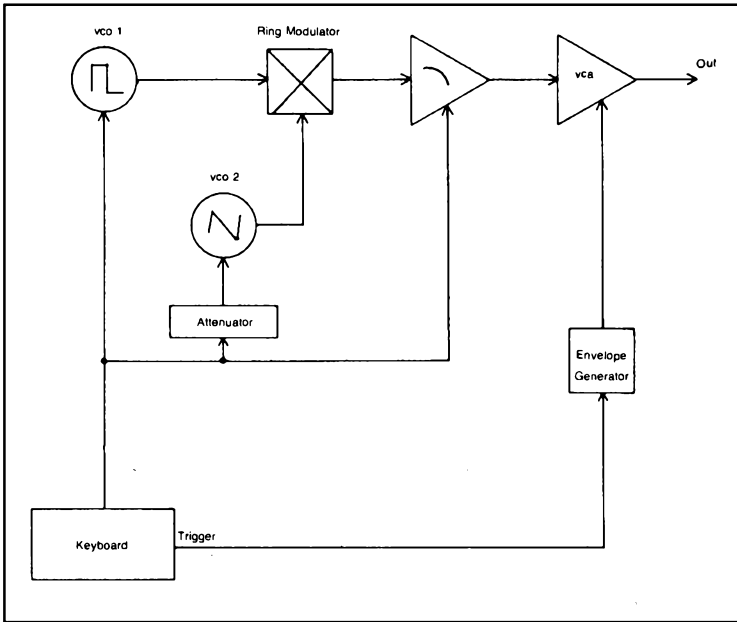 vco 1
Ring Modulator
vca
Out
vco 2
Attenuator
Envelope
Generator
Trigger
Keyboard